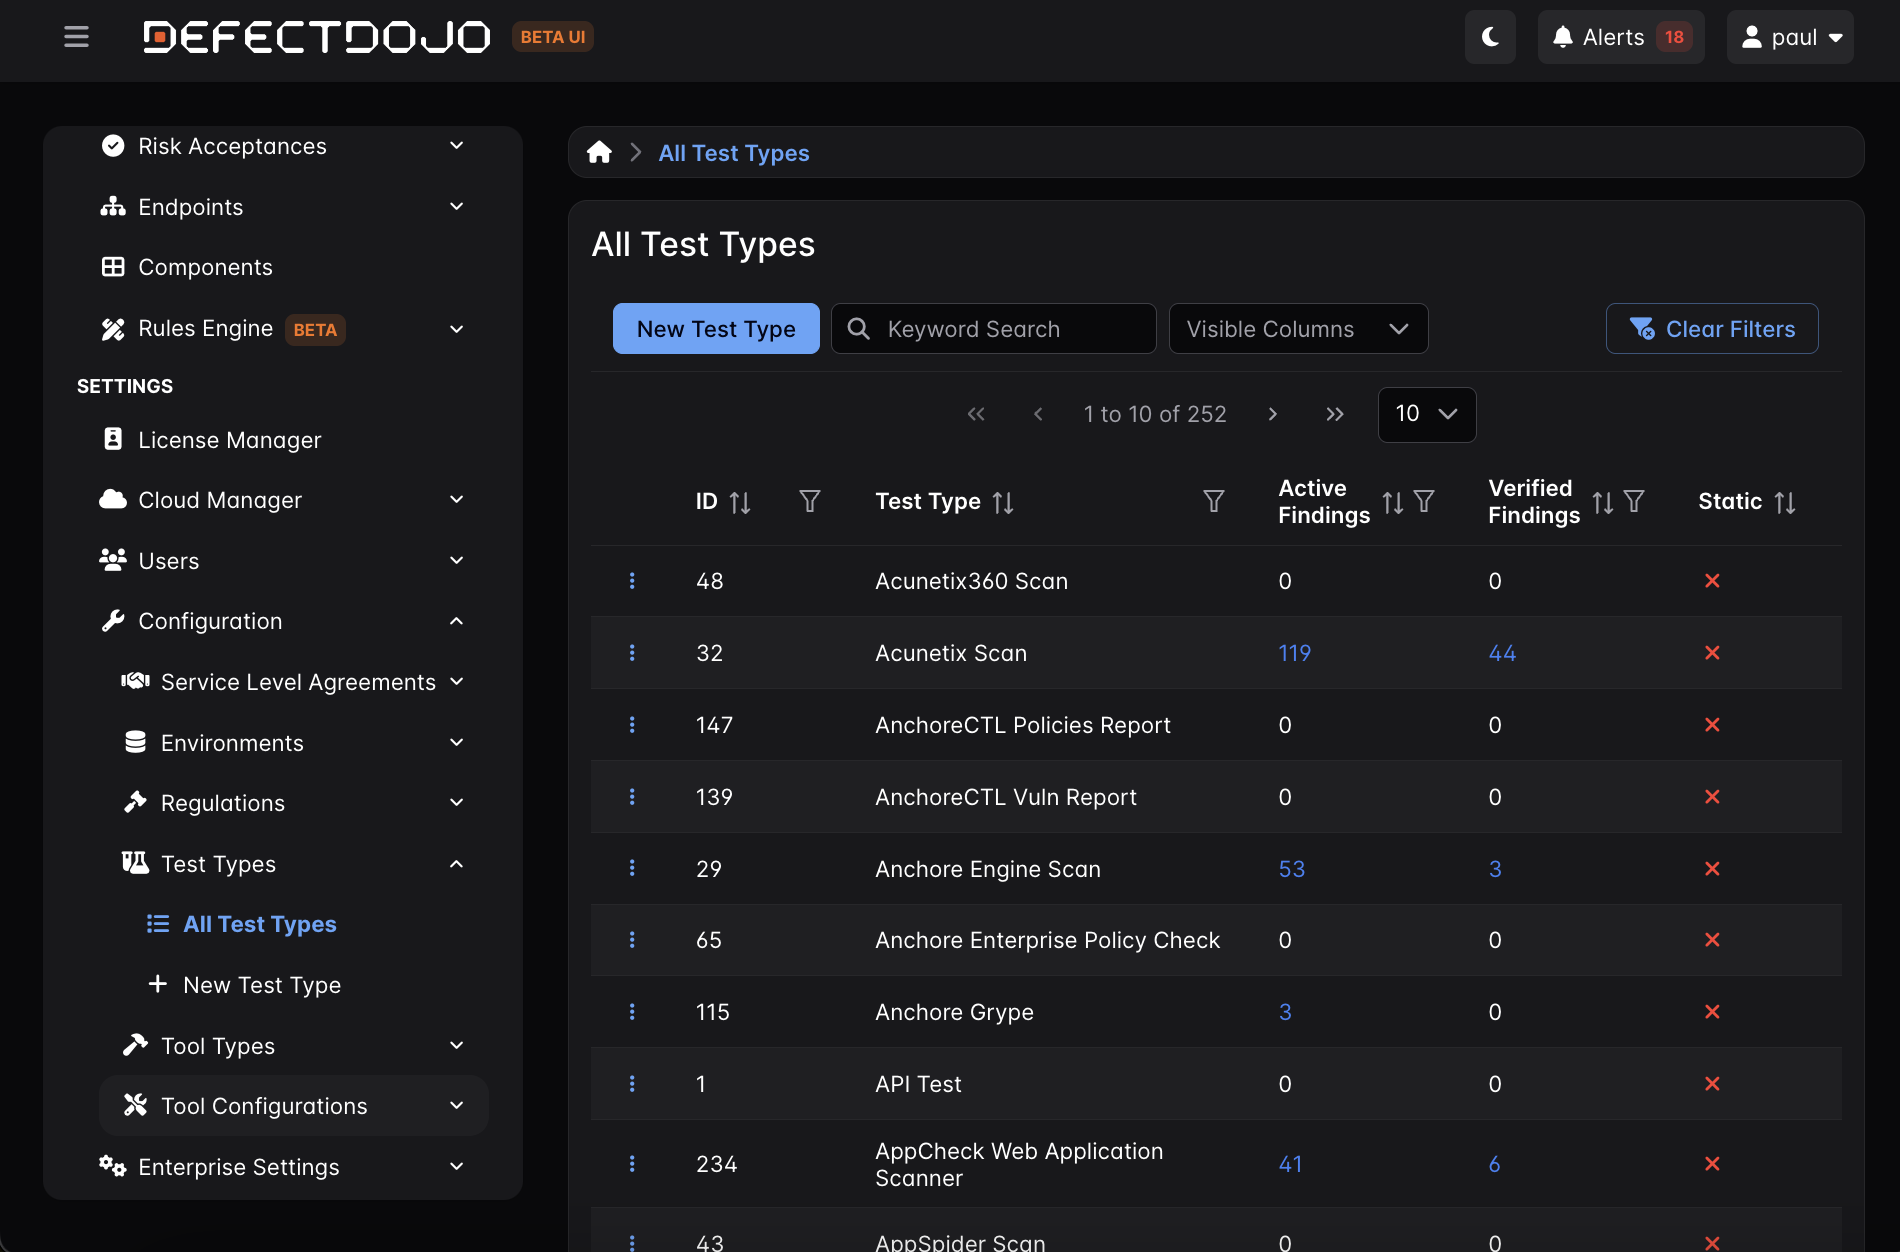 DEFECTDOJO BETA UI
Alerts 18
paul
Risk Acceptances
Endpoints
Components
Rules Engine BETA
SETTINGS
License Manager
Cloud Manager
Users
Configuration
Service Level Agreements
Environments
Regulations
Test Types
All Test Types
New Test Type
Tool Types
Tool Configurations
Enterprise Settings
All Test Types
All Test Types
New Test Type
Keyword Search
Visible Columns
Clear Filters
1 to 10 of 252
10
ID
Test Type
Active
Findings
Verified
Findings
Static
48 Acunetix360 Scan 0 0
32 Acunetix Scan 119 44
147 AnchoreCTL Policies Report 0 0
139 AnchoreCTL Vuln Report 0 0
29 Anchore Engine Scan 53 3
65 Anchore Enterprise Policy Check 0 0
115 Anchore Grype 3 0
1 API Test 0 0
234 AppCheck Web Application
Scanner 41 6
43 AppSpider Scan 0 0